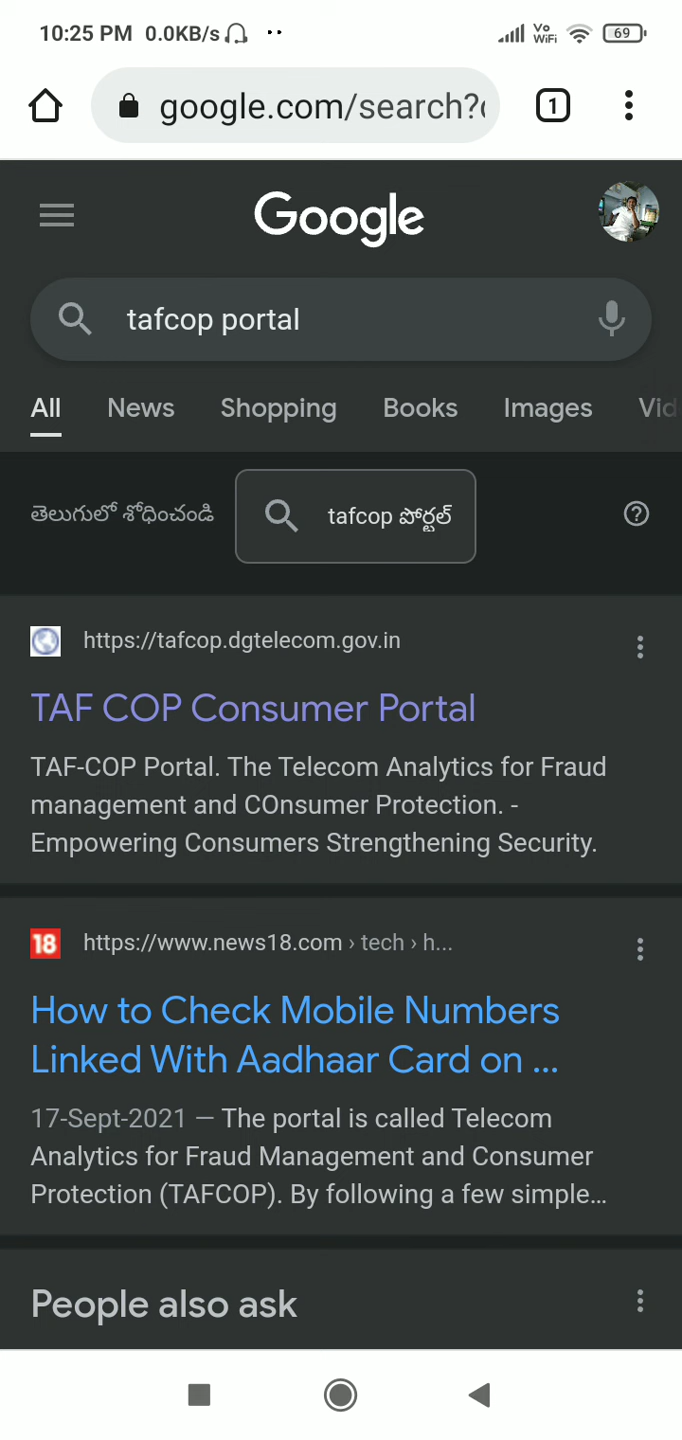 10:25 PM 0.0KB/s
Vo WiFi 69
google.com/search?
1
Google
tafcop portal
All News Shopping Books Images Vid
తెలుగులో శోధించండి tafcop పోర్టల్
https://tafcop.dgtelecom.gov.in
TAF COP Consumer Portal
TAF-COP Portal. The Telecom Analytics for Fraud
management and COnsumer Protection. -
Empowering Consumers Strengthening Security.
18 https://www.news18.com › tech › h...
How to Check Mobile Numbers
Linked With Aadhaar Card on ...
17-Sept-2021 — The portal is called Telecom
Analytics for Fraud Management and Consumer
Protection (TAFCOP). By following a few simple...
People also ask